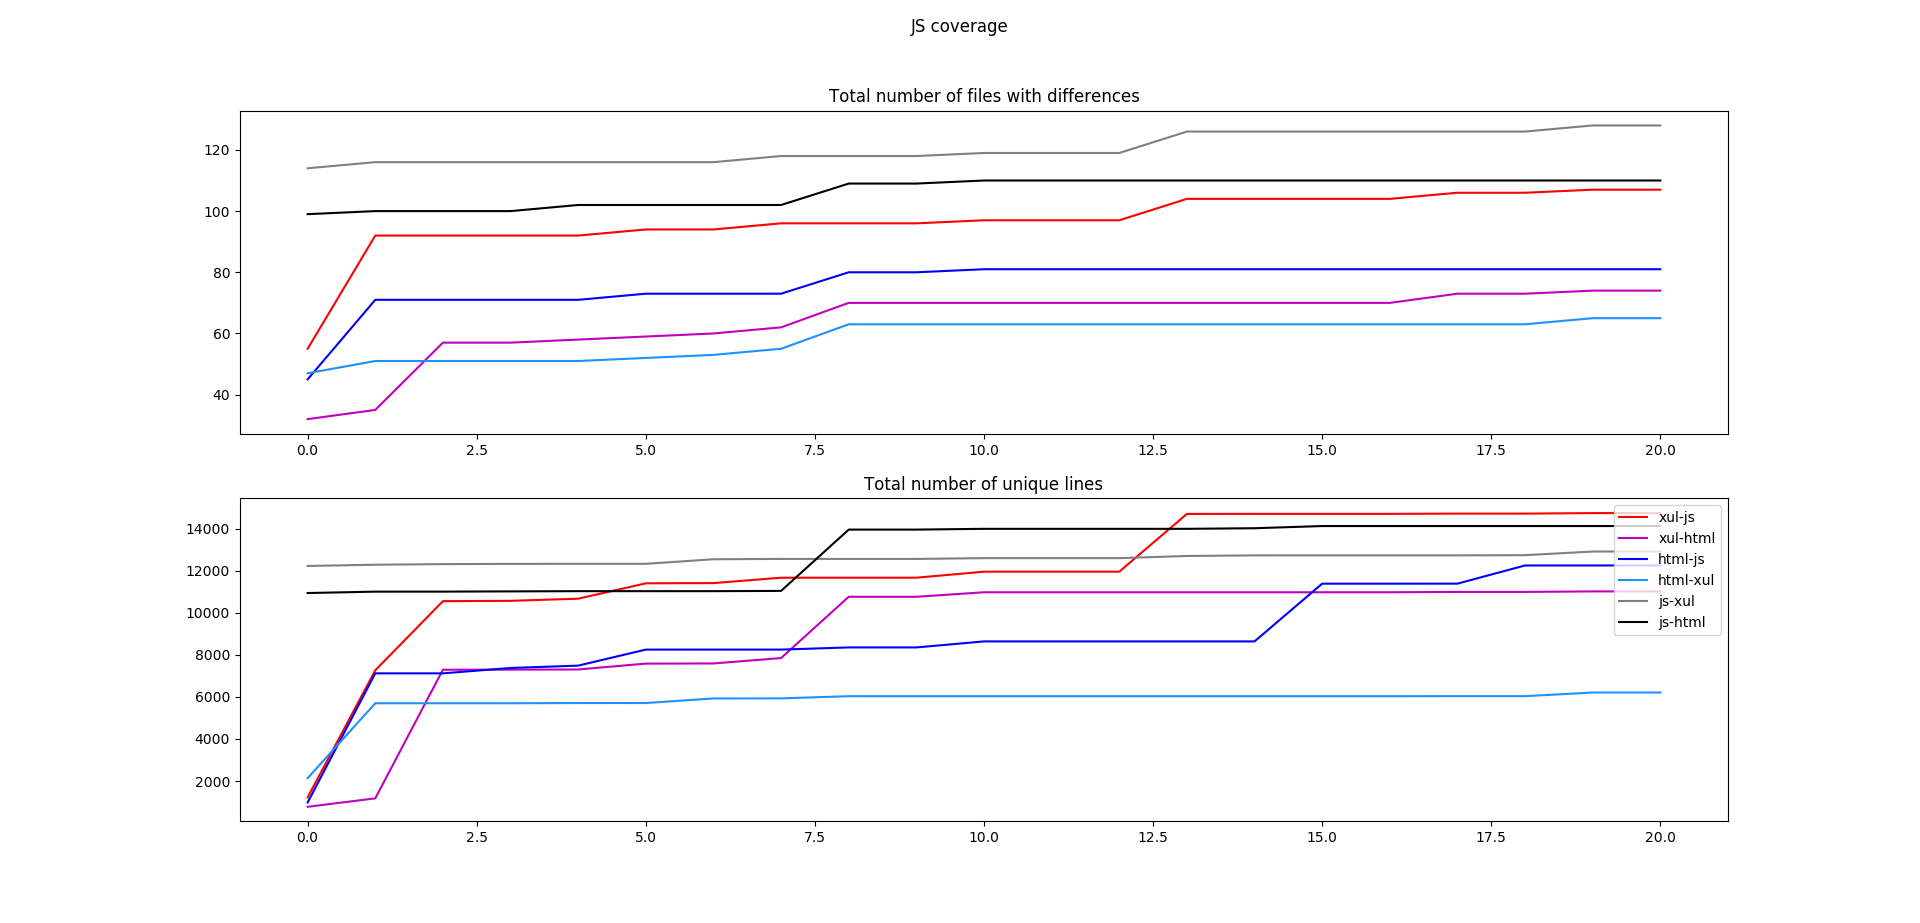 JS coverage
Total number of files with differences
120
100
80
60
40
0.0 2.5 5.0 7.5 10.0 12.5 15.0 17.5 20.0
Total number of unique lines
14000
12000
10000
8000
6000
4000
2000
xul-js
xul-html
html-js
html-xul
js-xul
js-html
0.0 2.5 5.0 7.5 10.0 12.5 15.0 17.5 20.0